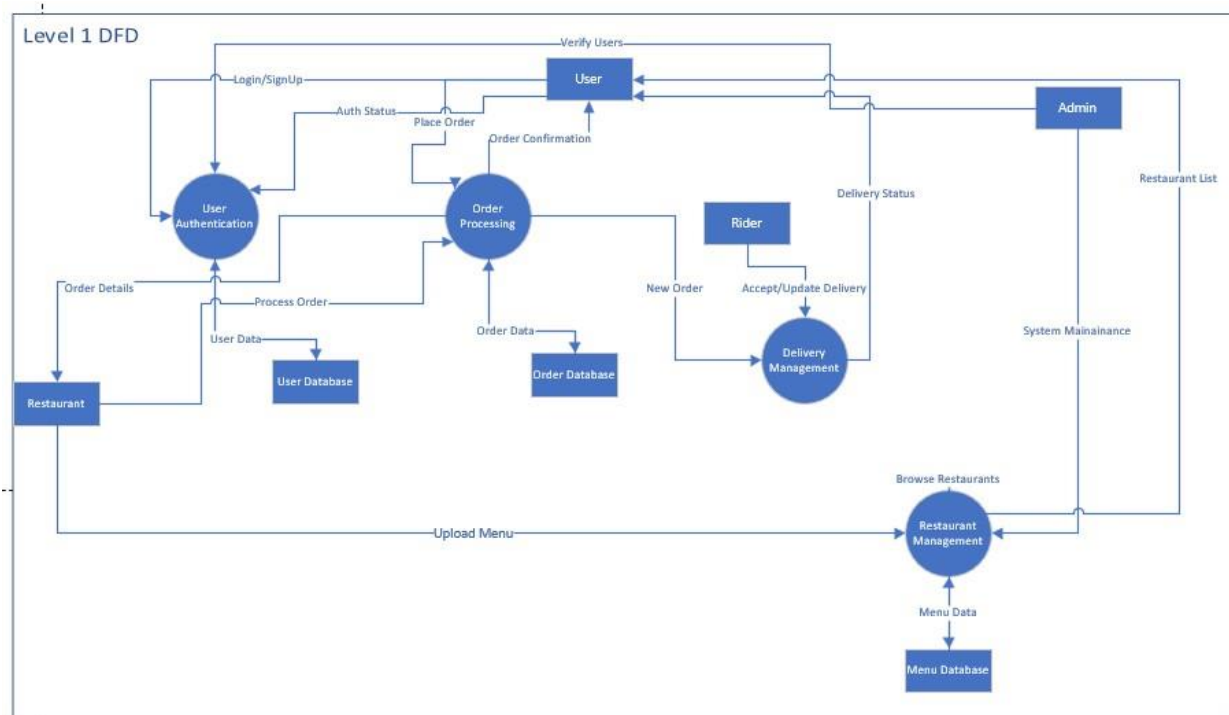 Level 1 DFD
Verify Users
Login/SignUp
User
Auth Status
Place Order
Admin
Order Confirmation
Restaurant List
Delivery Status
User
Authentication
Order
Processing
Rider
Order Details
New Order
Accept/Update Delivery
Process Order
User Data
Order Data
System Mainainance
Delivery
Management
User Database
Order Database
Restaurant
Browse Restaurants
Upload Menu
Restaurant
Management
Menu Data
Menu Database